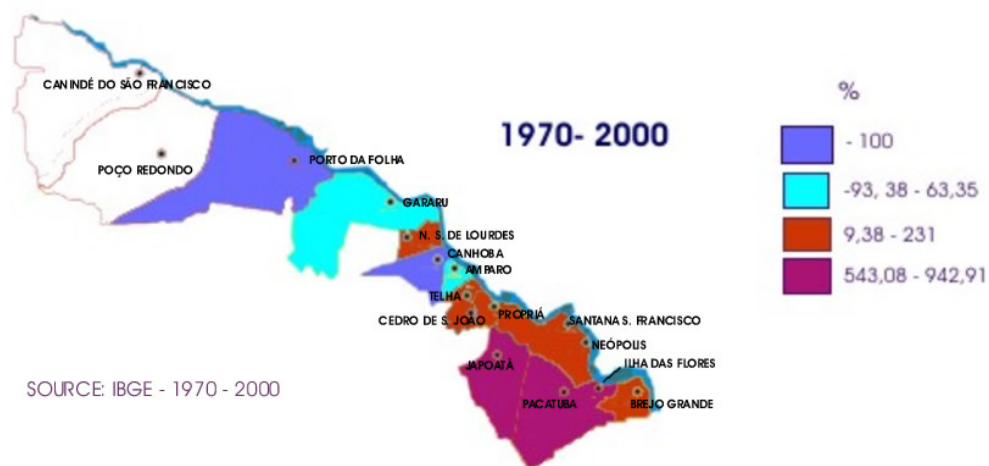 %
1970- 2000
- 100
-93, 38 - 63,35
9,38 - 231
543,08 - 942,91
CANINDÉ DO SÃO FRANCISCO
POÇO REDONDO
PORTO DA FOLHA
GARARU
N. S. DE LOURDES
CANHOBA
AMPARO
TELHA
PROPRIÁ
CEDRO DE S. JOÃO
SANTANA S. FRANCISCO
NEÓPOLIS
JAPOATÀ
ILHA DAS FLORES
PACATUBA
BREJO GRANDE
SOURCE: IBGE - 1970 - 2000